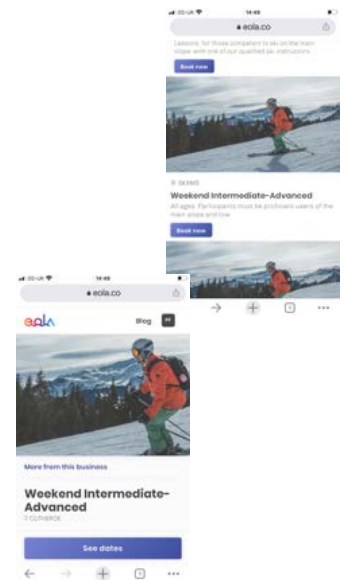 14:49
eola.co
Lessons for those competent to ski on the main
slope with one of our qualified ski instructors
Book now
SKIING
Weekend Intermediate-Advanced
All ages. Participants must be proficient users of the
main slope and tow
Book now
14:49
eola.co
eola
Blog
More from this business
Weekend Intermediate-
Advanced
CLITHEROE
See dates